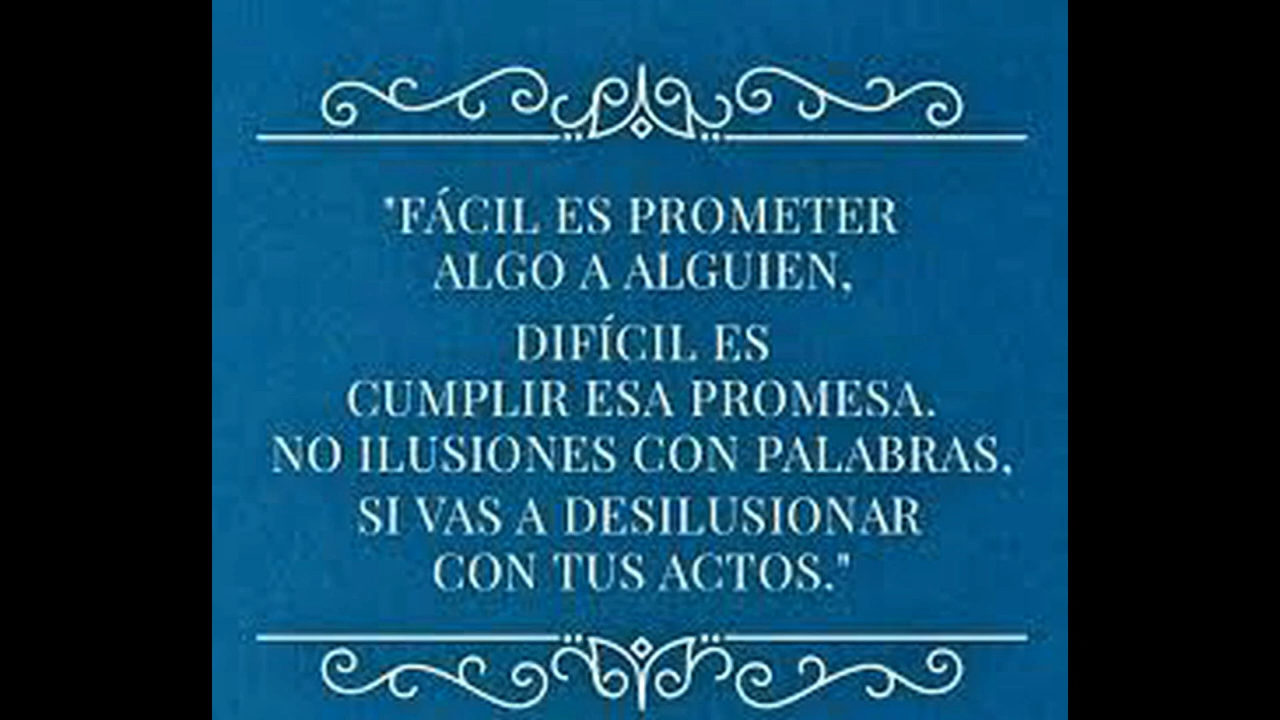 "FÁCIL ES PROMETER
ALGO A ALGUIEN,
DIFÍCIL ES
CUMPLIR ESA PROMESA.
NO ILUSIONES CON PALABRAS,
SI VAS A DESILUSIONAR
CON TUS ACTOS."